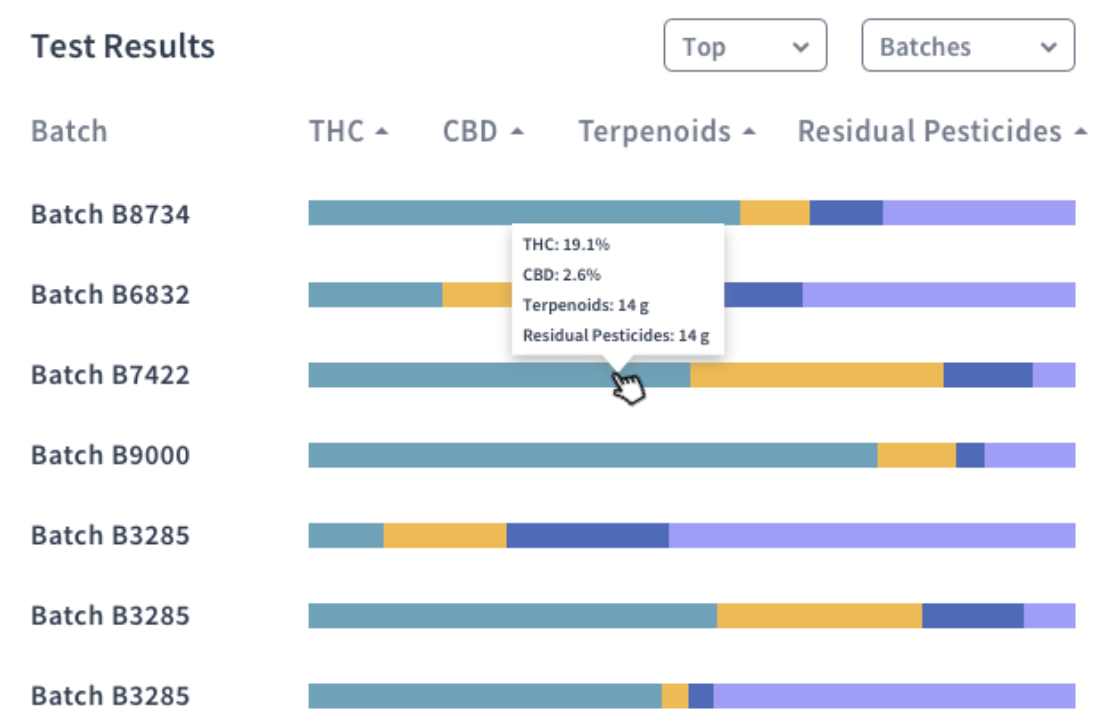 Test Results
Top
Batches
Batch
THC
CBD
Terpenoids
Residual Pesticides
Batch B8734
Batch B6832
Batch B7422
Batch B9000
Batch B3285
Batch B3285
Batch B3285
THC: 19.1%
CBD: 2.6%
Terpenoids: 14 g
Residual Pesticides: 14 g